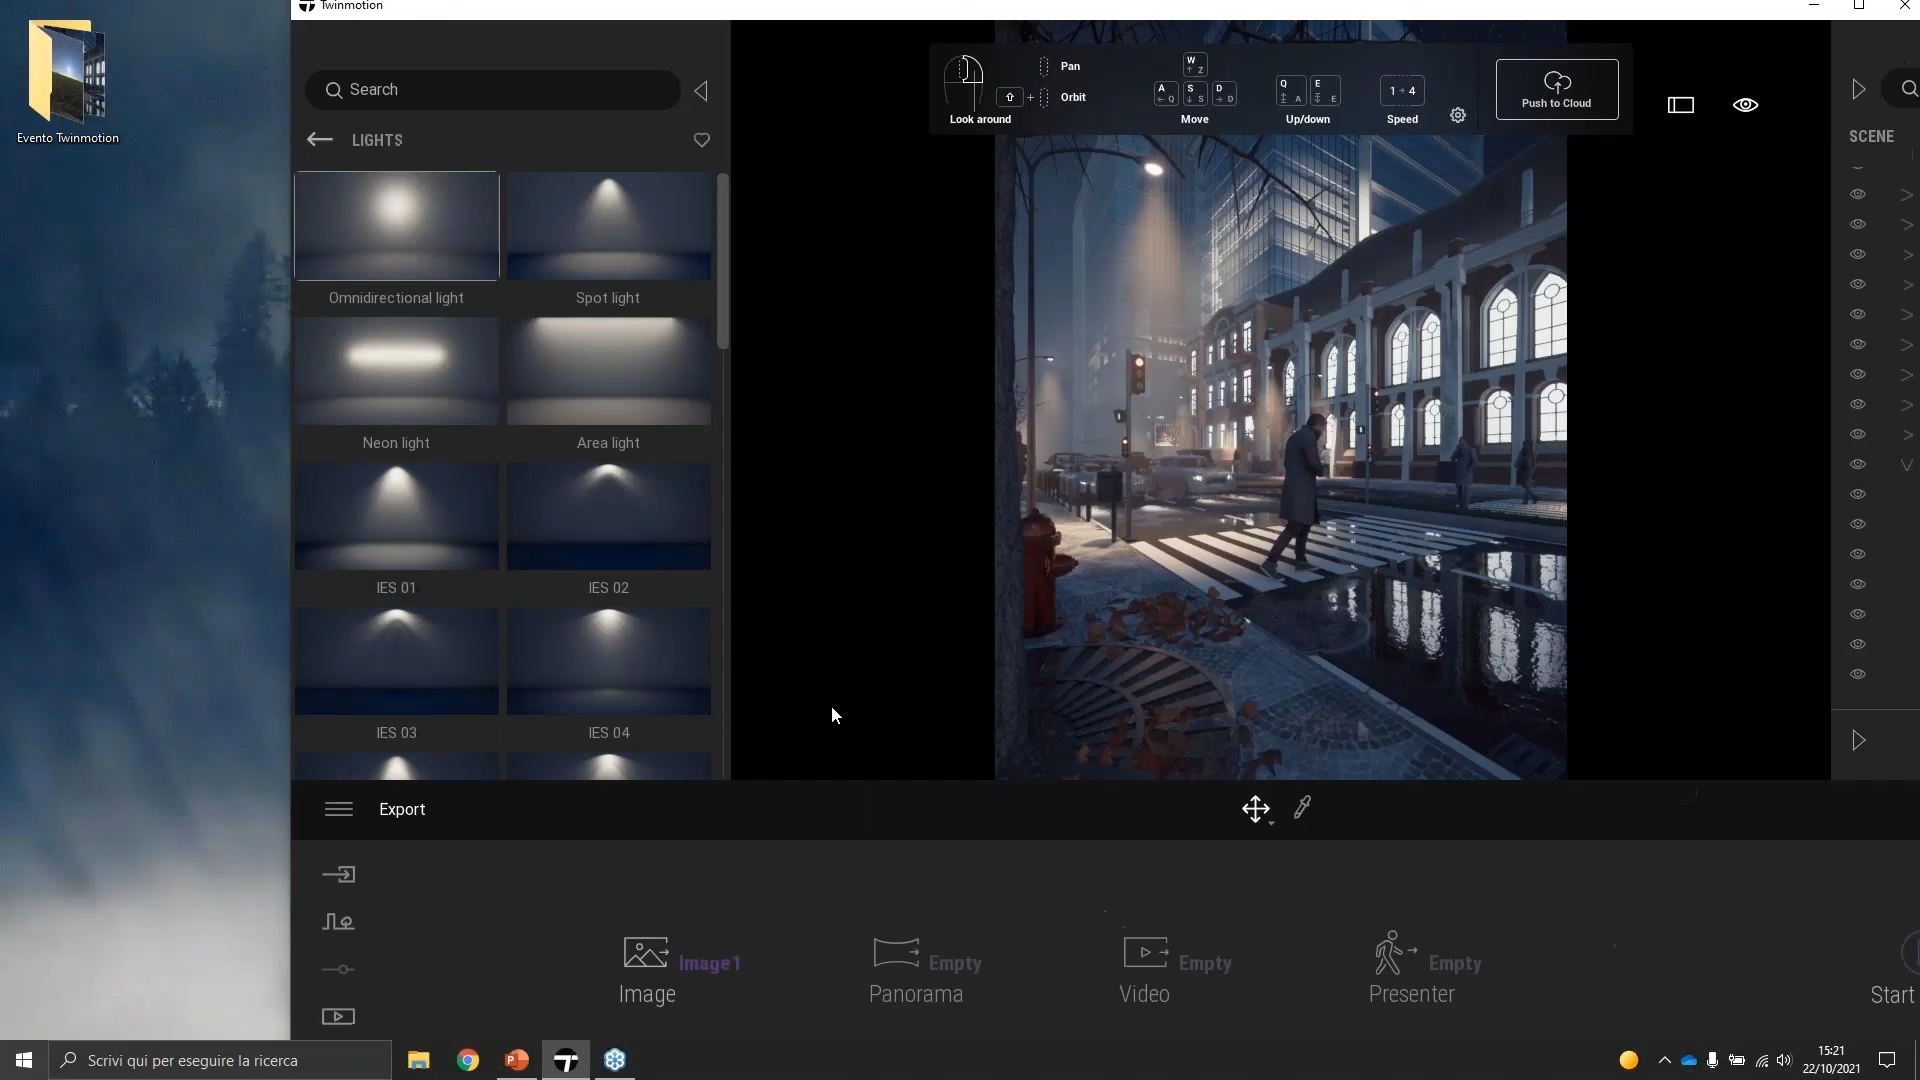 Twinmotion
Evento Twinmotion
Search
LIGHTS
Omnidirectional light
Spot light
Neon light
Area light
IES 01
IES 02
IES 03
IES 04
Look around
Pan
+
Orbit
W
Z
A
Q
S
S
D
D
Move
Q
A
E
E
Up/down
1 → 4
Speed
Push to Cloud
SCENE
Export
Image1
Image
Empty
Panorama
Empty
Video
Empty
Presenter
Start
Scrivi qui per eseguire la ricerca
15:21
22/10/2021